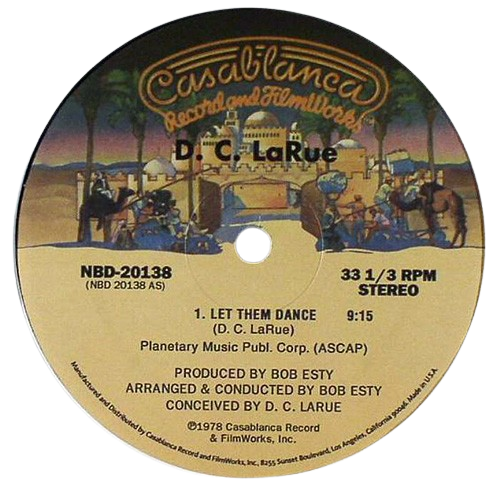 Casablanca
Record and FilmWorks
D. C. LaRue
NBD-20138
(NBD 20138 AS)
33 1/3 RPM
STEREO
1. LET THEM DANCE 9:15
(D. C. LaRue)
Planetary Music Publ. Corp. (ASCAP)
PRODUCED BY BOB ESTY
ARRANGED & CONDUCTED BY BOB ESTY
CONCEIVED BY D. C. LARUE
℗1978 Casablanca Record
& FilmWorks, Inc.
Manufactured and Distributed by Casablanca Record and FilmWorks, Inc., 8255 Sunset Boulevard, Los Angeles, California 90046. Made in U.S.A.